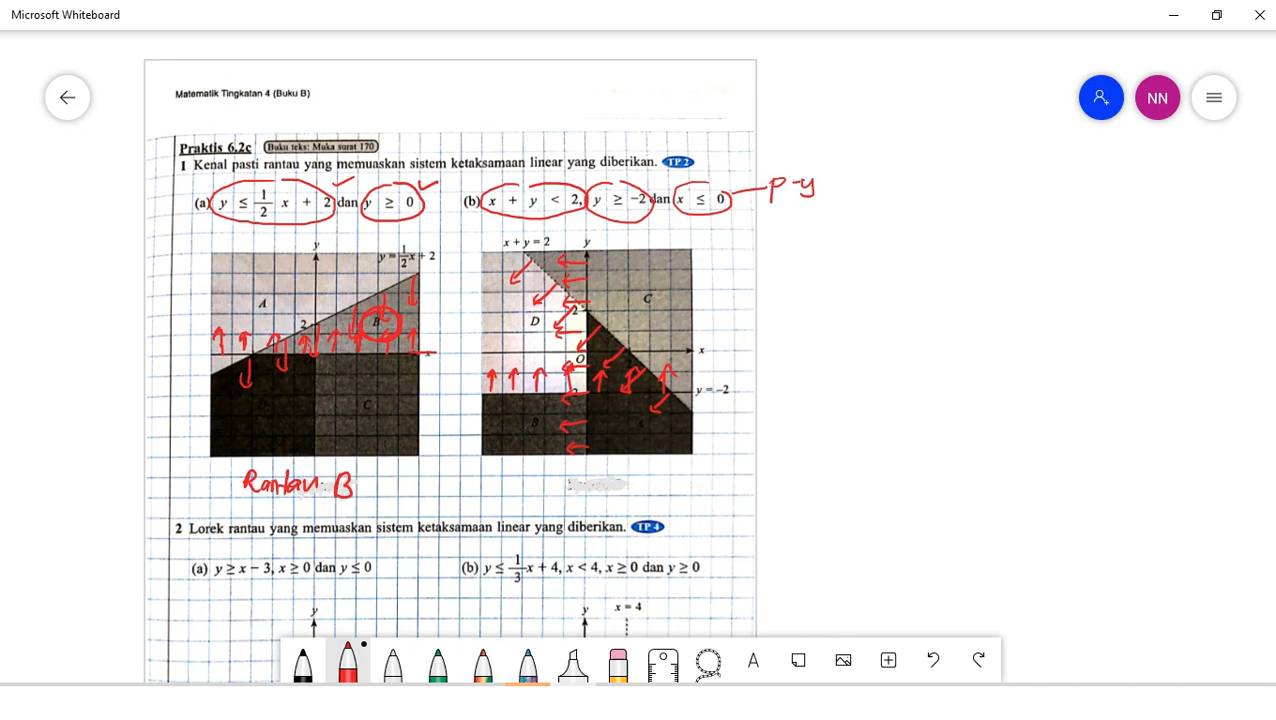 Microsoft Whiteboard
NN
Matematik Tingkatan 4 (Buku B)
Praktis 6.2c Buku teks: Muka surat 170
1 Kenal pasti rantau yang memuaskan sistem ketaksamaan linear yang diberikan. TP 2
(a) y ≤ 1/2 x + 2 dan y ≥ 0 (b) x + y < 2, y ≥ -2 dan x ≤ 0 P-y
y y = 1/2 x + 2
A
2
B
x
C
x + y = 2 y
C
2
D
O x
y = -2
B
Rantau B
2 Lorek rantau yang memuaskan sistem ketaksamaan linear yang diberikan. TP 4
(a) y ≥ x - 3, x ≥ 0 dan y ≤ 0 (b) y ≤ 1/3 x + 4, x < 4, x ≥ 0 dan y ≥ 0
y y x = 4
A